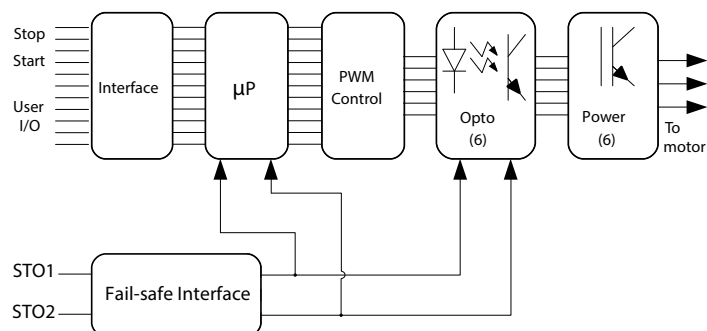 Stop
Start
User
I/O
Interface
µP
PWM
Control
Opto
(6)
Power
(6)
To
motor
STO1
STO2
Fail-safe Interface